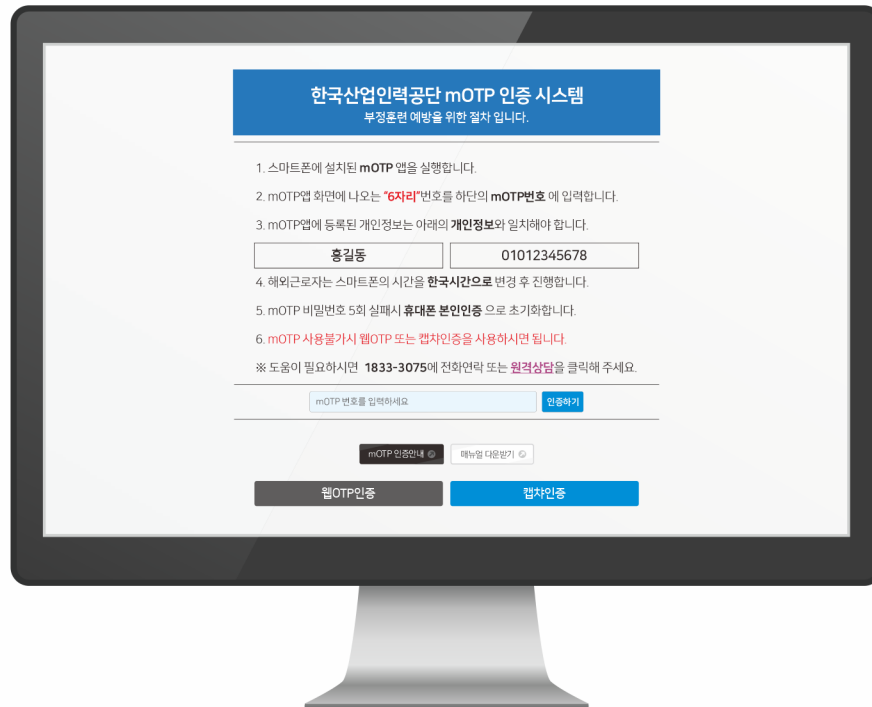 한국산업인력공단 mOTP 인증 시스템
부정훈련 예방을 위한 절차 입니다.
1. 스마트폰에 설치된 mOTP 앱을 실행합니다.
2. mOTP앱 화면에 나오는 “6자리”번호를 하단의 mOTP번호 에 입력합니다.
3. mOTP앱에 등록된 개인정보는 아래의 개인정보와 일치해야 합니다.
홍길동 01012345678
4. 해외근로자는 스마트폰의 시간을 한국시간으로 변경 후 진행합니다.
5. mOTP 비밀번호 5회 실패시 휴대폰 본인인증 으로 초기화합니다.
6. mOTP 사용불가시 웹OTP 또는 캡챠인증을 사용하시면 됩니다.
※ 도움이 필요하시면 1833-3075에 전화연락 또는 원격상담을 클릭해 주세요.
mOTP 번호를 입력하세요 인증하기
mOTP 인증안내 매뉴얼 다운받기
웹OTP인증 캡챠인증